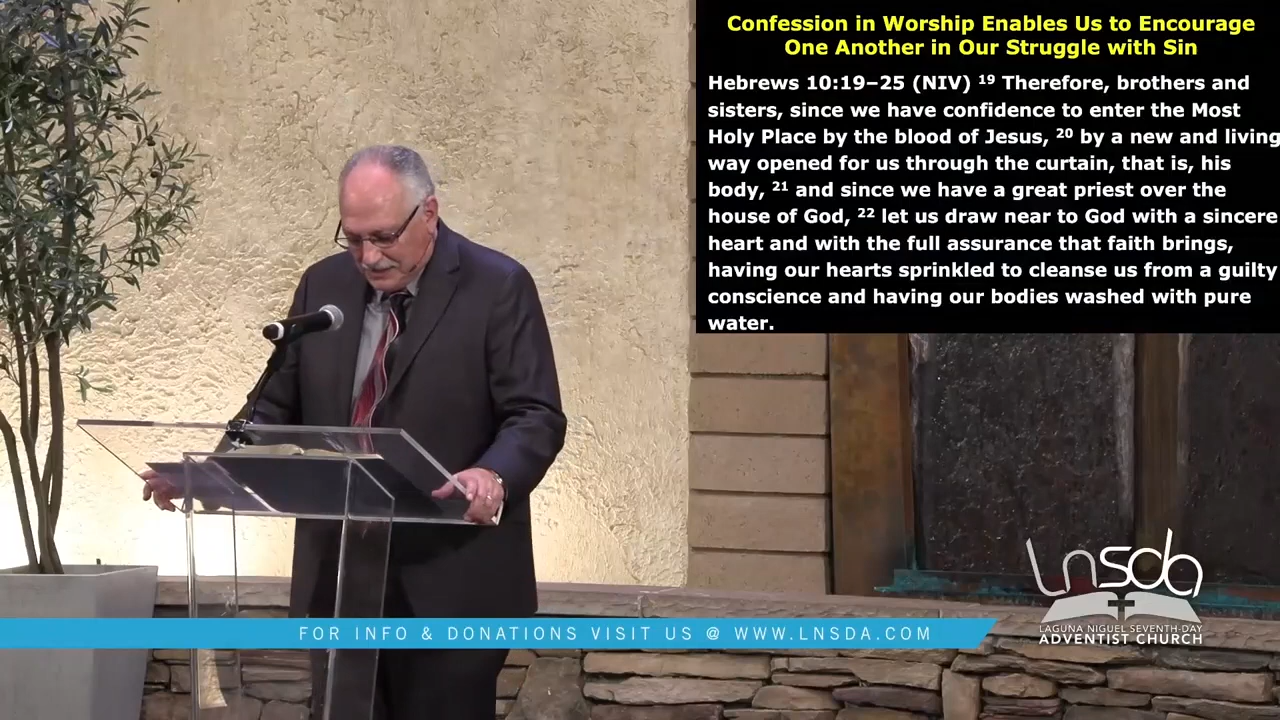 Confession in Worship Enables Us to Encourage
One Another in Our Struggle with Sin
Hebrews 10:19–25 (NIV) ¹⁹ Therefore, brothers and
sisters, since we have confidence to enter the Most
Holy Place by the blood of Jesus, ²⁰ by a new and living
way opened for us through the curtain, that is, his
body, ²¹ and since we have a great priest over the
house of God, ²² let us draw near to God with a sincere
heart and with the full assurance that faith brings,
having our hearts sprinkled to cleanse us from a guilty
conscience and having our bodies washed with pure
water.
FOR INFO & DONATIONS VISIT US @ WWW.LNSDA.COM
Lnsda
LAGUNA NIGUEL SEVENTH-DAY
ADVENTIST CHURCH